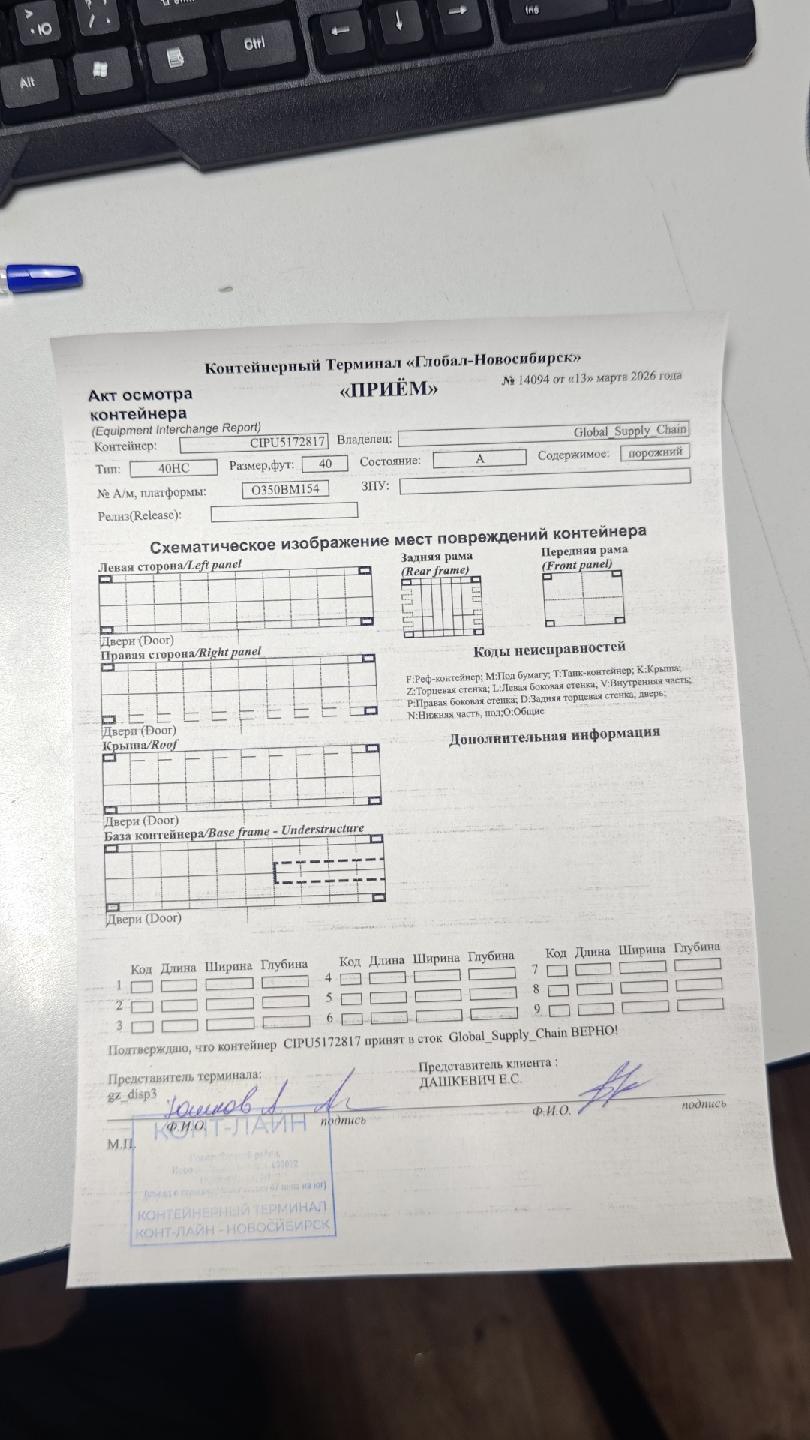 Ю
Alt
Ctrl
Ins
Контейнерный Терминал «Глобал-Новосибирск»
Акт осмотра
контейнера
«ПРИЁМ»
№ 14094 от «13» марта 2026 года
(Equipment Interchange Report)
Контейнер: CIPU5172817 Владелец: Global_Supply_Chain
Тип: 40HC Размер,фут: 40 Состояние: A Содержимое: порожний
№ А/м, платформы: О350ВМ154 ЗПУ:
Релиз(Release):
Схематическое изображение мест повреждений контейнера
Левая сторона/Left panel
Задняя рама
(Rear frame)
Передняя рама
(Front panel)
Двери (Door)
Правая сторона/Right panel
Двери (Door)
Коды неисправностей
F:Реф-контейнер; M:Под бумагу; T:Танк-контейнер; K:Крыша;
Z:Торцевая стенка; L:Левая боковая стенка; V:Внутренняя часть;
P:Правая боковая стенка; D:Задняя торцевая стенка, дверь;
N:Нижняя часть, пол;O:Общие
Дополнительная информация
Крыша/Roof
Двери (Door)
База контейнера/Base frame - Understructure
Двери (Door)
Код Длина Ширина Глубина Код Длина Ширина Глубина Код Длина Ширина Глубина
1 4 7
2 5 8
3 6 9
Подтверждаю, что контейнер CIPU5172817 принят в сток Global_Supply_Chain ВЕРНО!
Представитель терминала:
gz_disp3
Представитель клиента :
ДАШКЕВИЧ Е.С.
Ф.И.О. подпись Ф.И.О. подпись
М.П.
КОНТ-ЛАЙН
КОНТЕЙНЕРНЫЙ ТЕРМИНАЛ
КОНТ-ЛАЙН - НОВОСИБИРСК